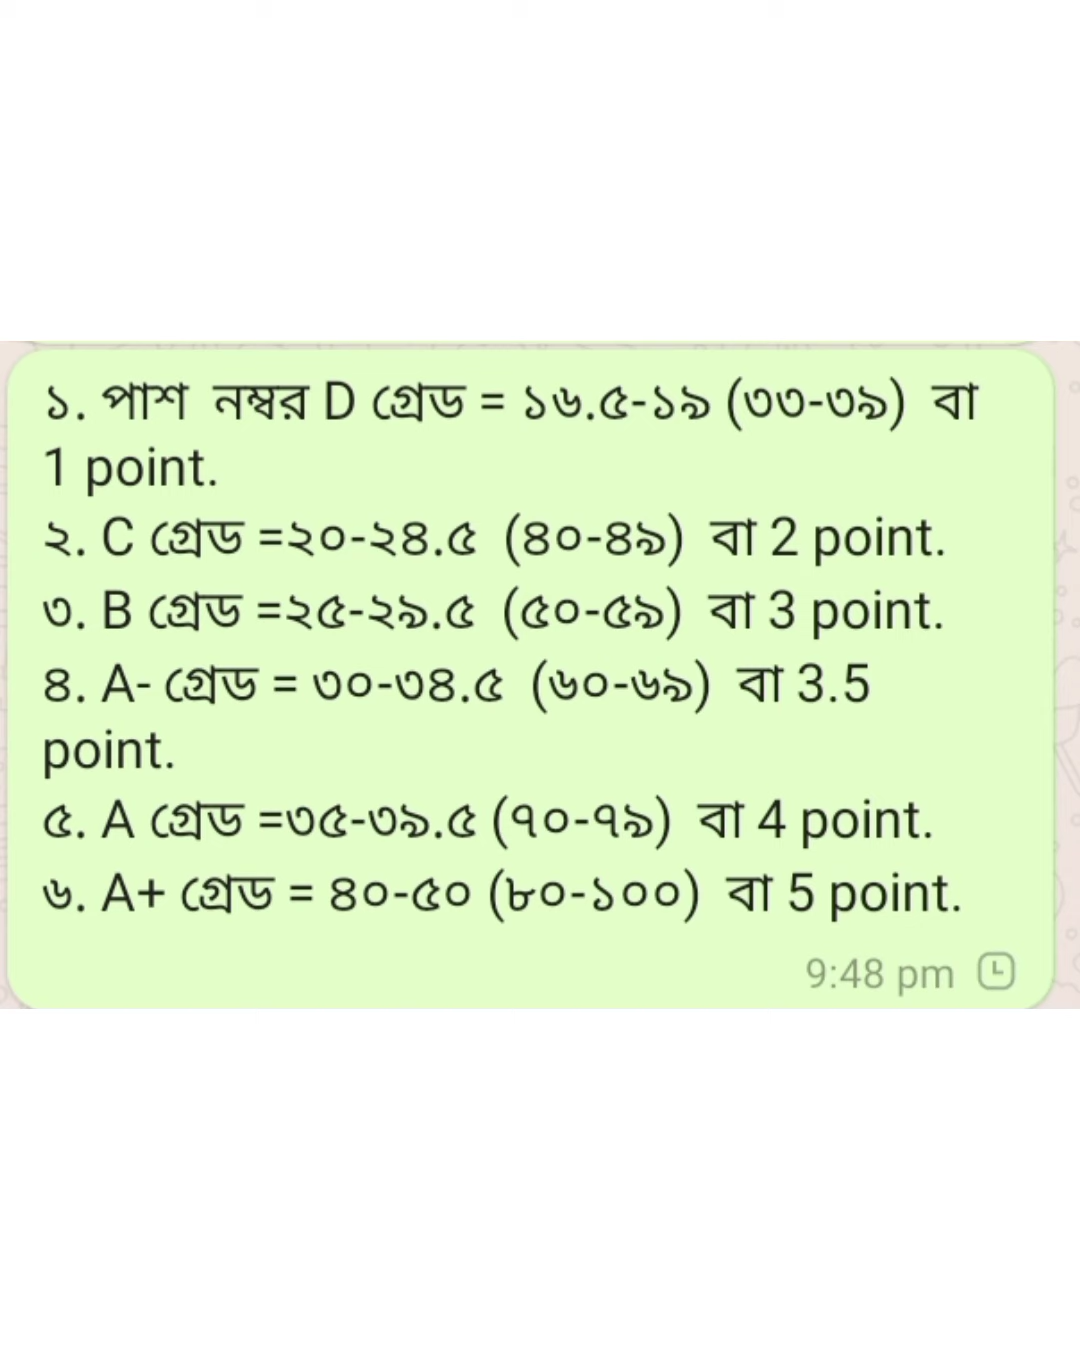 ১. পাশ নম্বর D গ্রেড = ১৬.৫-১৯ (৩৩-৩৯) বা
1 point.
২. C গ্রেড =২০-২৪.৫ (৪০-৪৯) বা 2 point.
৩. B গ্রেড =২৫-২৯.৫ (৫০-৫৯) বা 3 point.
৪. A- গ্রেড = ৩০-৩৪.৫ (৬০-৬৯) বা 3.5
point.
৫. A গ্রেড =৩৫-৩৯.৫ (৭০-৭৯) বা 4 point.
৬. A+ গ্রেড = ৪০-৫০ (৮০-১০০) বা 5 point.
9:48 pm